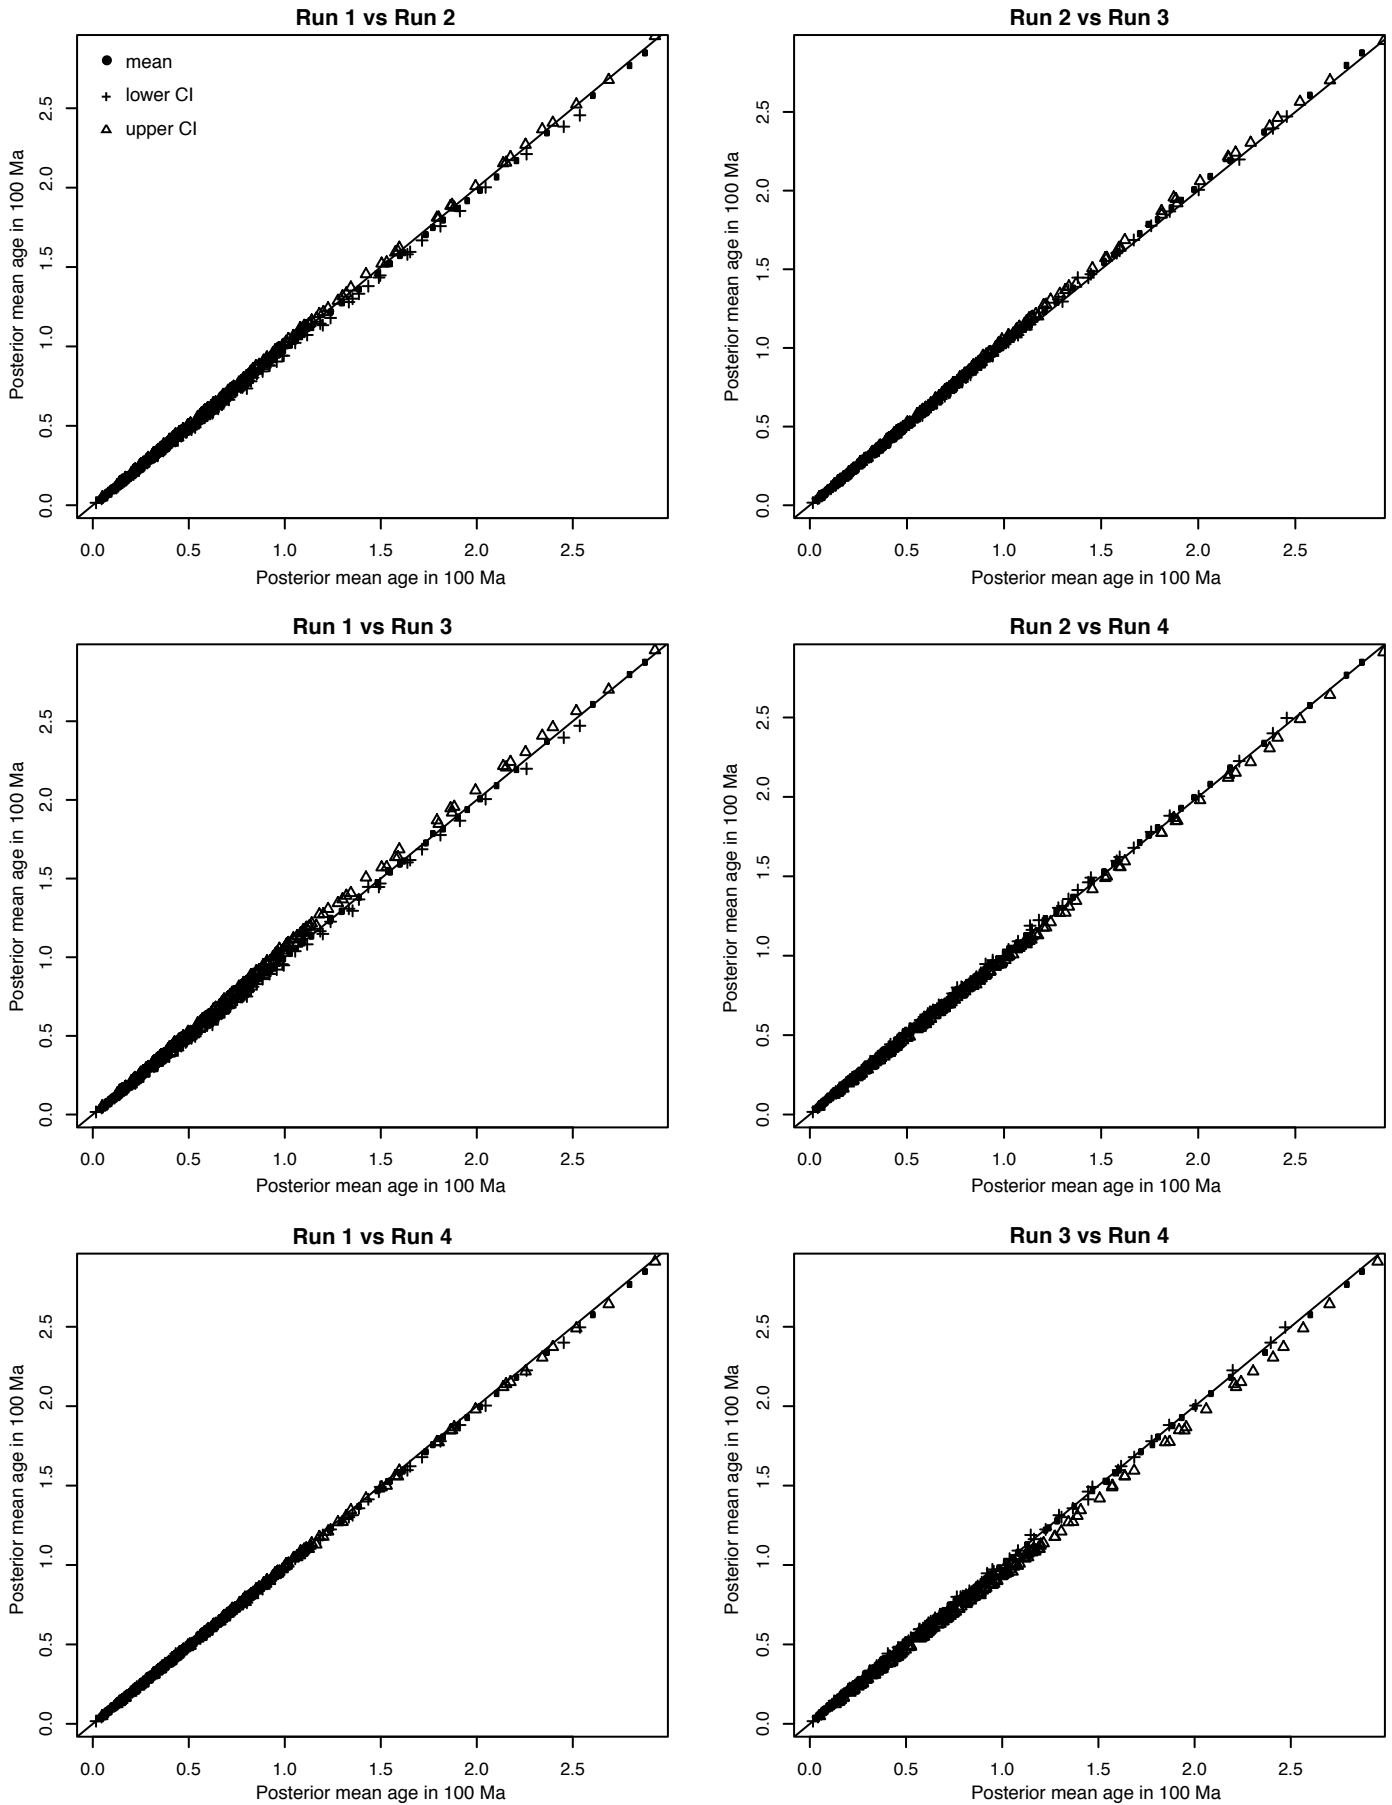 Run 1 vs Run 2
mean
lower CI
upper CI
Posterior mean age in 100 Ma
0.0 0.5 1.0 1.5 2.0 2.5
0.0 0.5 1.0 1.5 2.0 2.5
Posterior mean age in 100 Ma
Run 2 vs Run 3
Posterior mean age in 100 Ma
0.0 0.5 1.0 1.5 2.0 2.5
0.0 0.5 1.0 1.5 2.0 2.5
Posterior mean age in 100 Ma
Run 1 vs Run 3
Posterior mean age in 100 Ma
0.0 0.5 1.0 1.5 2.0 2.5
0.0 0.5 1.0 1.5 2.0 2.5
Posterior mean age in 100 Ma
Run 2 vs Run 4
Posterior mean age in 100 Ma
0.0 0.5 1.0 1.5 2.0 2.5
0.0 0.5 1.0 1.5 2.0 2.5
Posterior mean age in 100 Ma
Run 1 vs Run 4
Posterior mean age in 100 Ma
0.0 0.5 1.0 1.5 2.0 2.5
0.0 0.5 1.0 1.5 2.0 2.5
Posterior mean age in 100 Ma
Run 3 vs Run 4
Posterior mean age in 100 Ma
0.0 0.5 1.0 1.5 2.0 2.5
0.0 0.5 1.0 1.5 2.0 2.5
Posterior mean age in 100 Ma